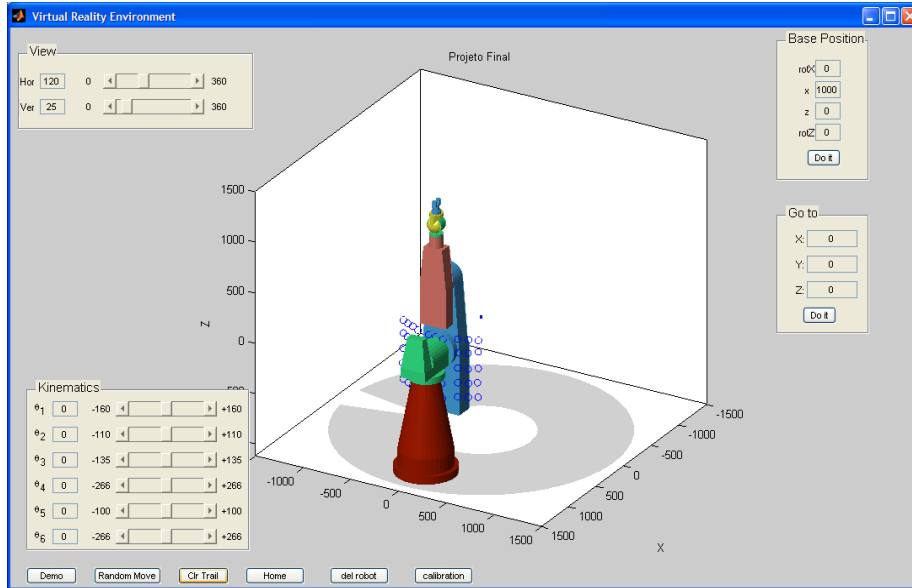 Virtual Reality Environment
View
Hor 120 0 360
Ver 25 0 360
Projeto Final
Base Position
rotX 0
x 1000
z 0
rotZ 0
Do it
Go to
X: 0
Y: 0
Z: 0
Do it
1500
1000
500
0
Z
-1000
-500
0
500
1000
1500
1500
1000
500
0
-500
-1000
-1500
X
Kinematics
θ1 0 -160 +160
θ2 0 -110 +110
θ3 0 -135 +135
θ4 0 -266 +266
θ5 0 -100 +100
θ6 0 -266 +266
Demo Random Move Clr Trail Home del robot calibration